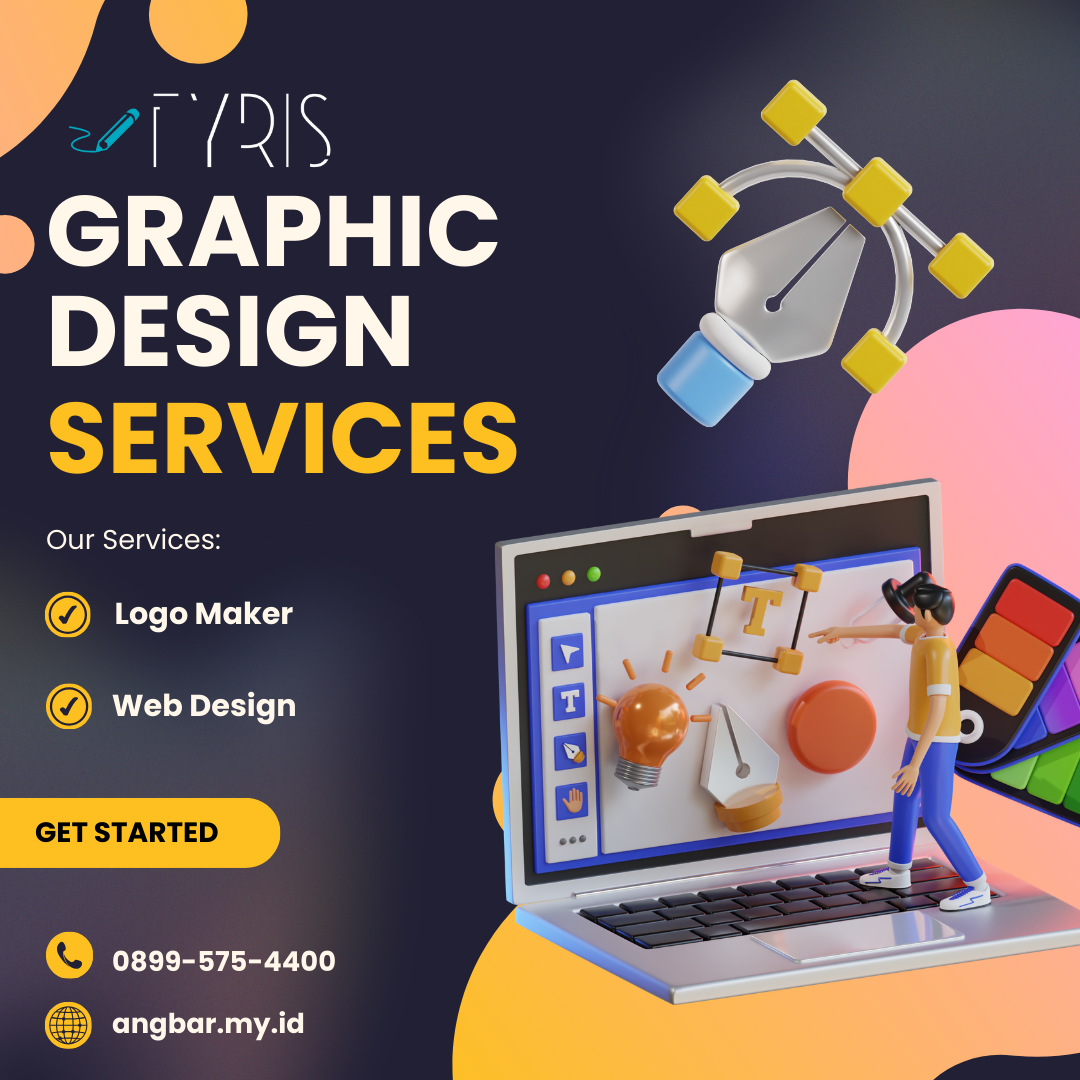 TYRIS
GRAPHIC
DESIGN
SERVICES
Our Services:
Logo Maker
Web Design
GET STARTED
0899-575-4400
angbar.my.id
T
T